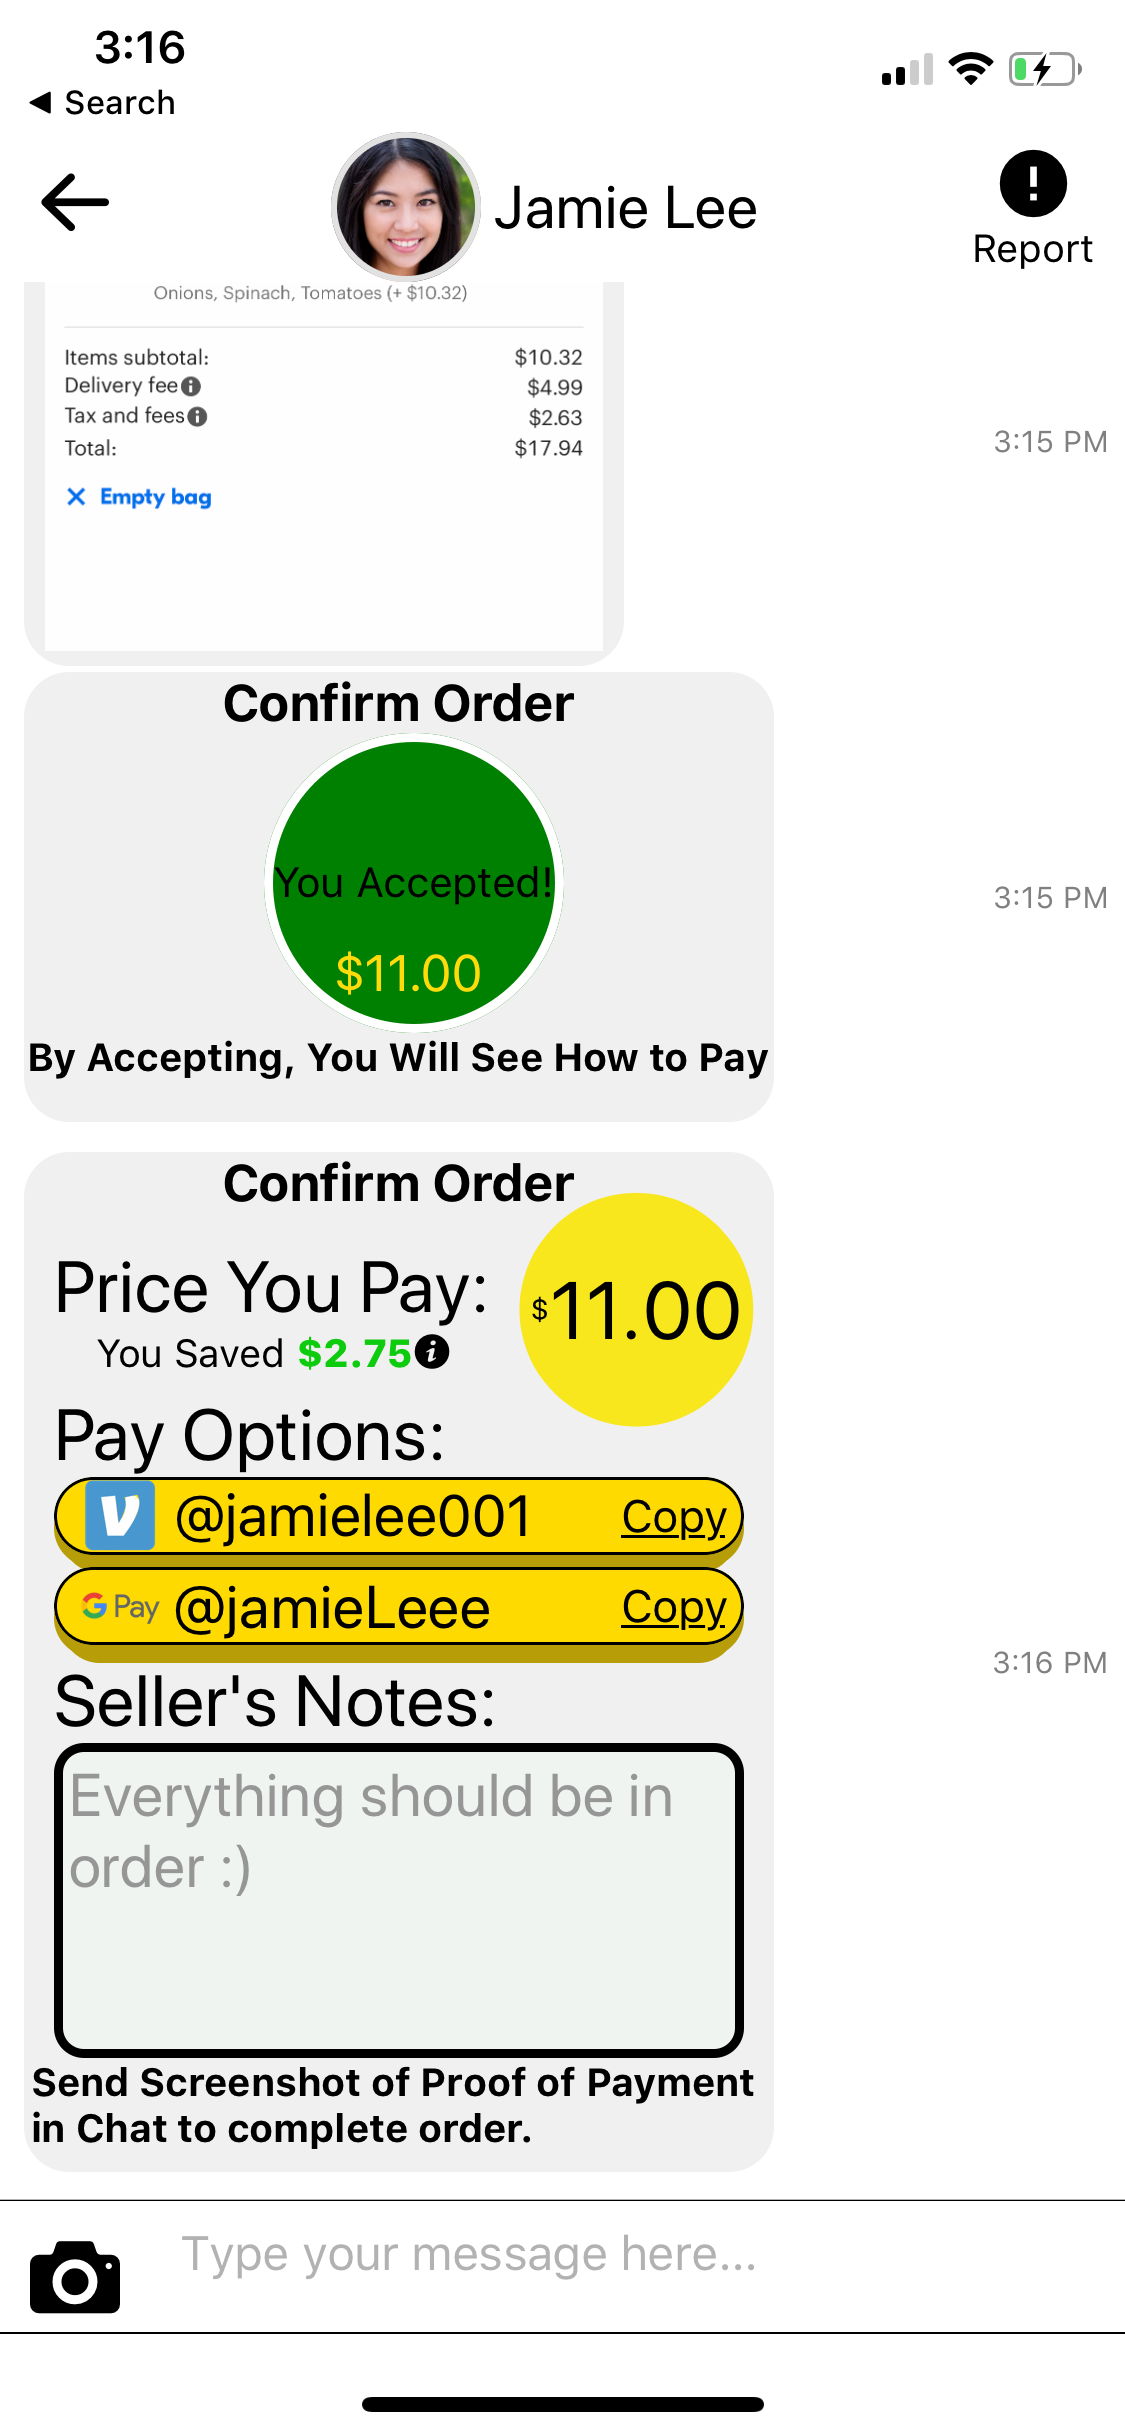 3:16
◀ Search
Jamie Lee
!
Report
Onions, Spinach, Tomatoes (+ $10.32)
Items subtotal: $10.32
Delivery fee $4.99
Tax and fees $2.63
Total: $17.94
3:15 PM
✕ Empty bag
Confirm Order
You Accepted!
3:15 PM
$11.00
By Accepting, You Will See How to Pay
Confirm Order
Price You Pay: $11.00
You Saved $2.75
Pay Options:
@jamielee001 Copy
G Pay @jamieLeee Copy
3:16 PM
Seller's Notes:
Everything should be in
order :)
Send Screenshot of Proof of Payment
in Chat to complete order.
Type your message here...